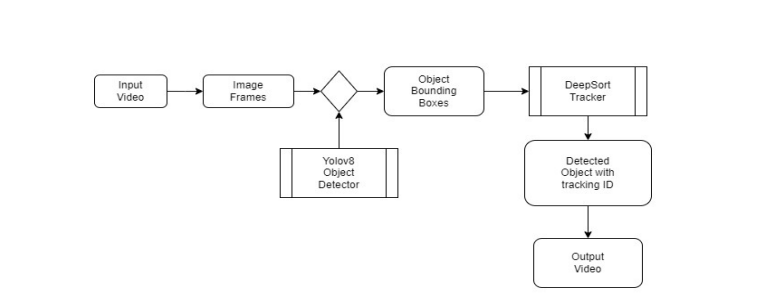 Input
Video
Image
Frames
Object
Bounding
Boxes
DeepSort
Tracker
Yolov8
Object
Detector
Detected
Object with
tracking ID
Output
Video